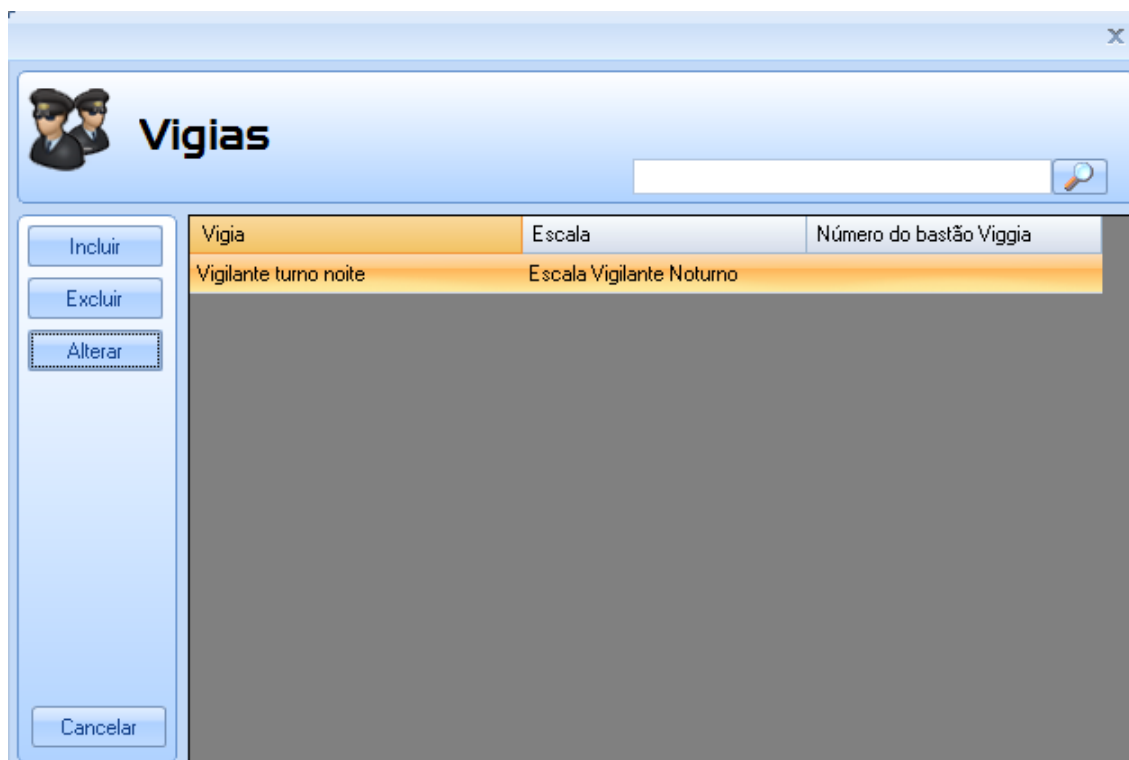 Vigias
Incluir
Excluir
Alterar
Cancelar
Vigia Escala Número do bastão Viggia
Vigilante turno noite Escala Vigilante Noturno